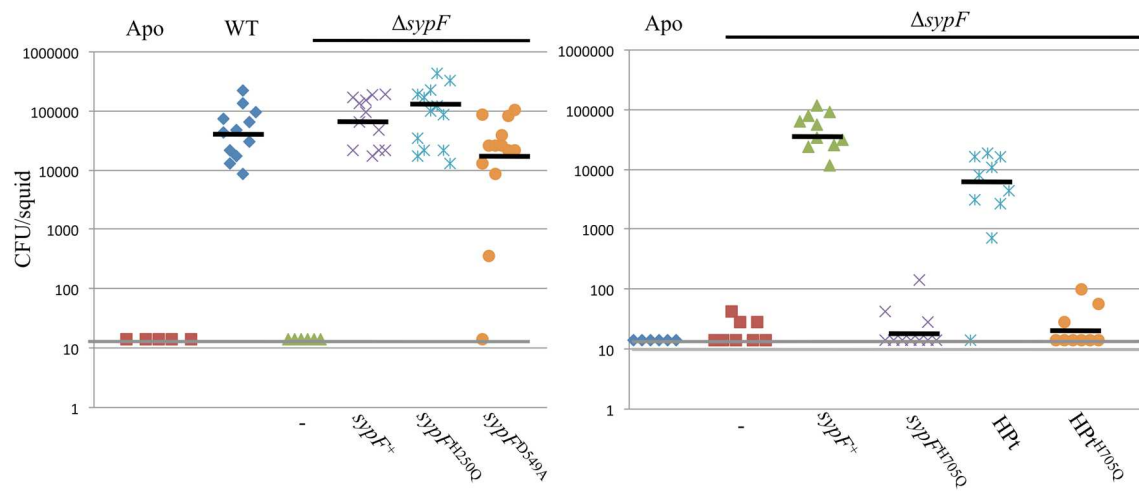 Apo WT ΔsypF
1000000
100000
10000
1000
100
10
1
CFU/squid
- sypF+ sypFH250Q sypFD549A
Apo ΔsypF
1000000
100000
10000
1000
100
10
1
- sypF+ sypFH705Q HPt HPtH705Q